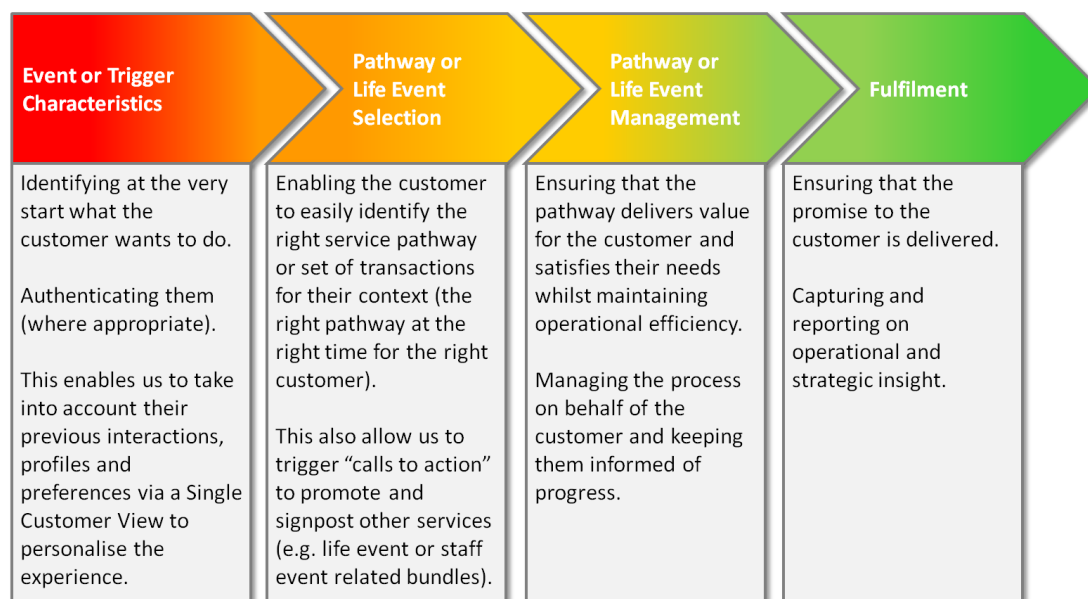 Event or Trigger
Characteristics
Identifying at the very
start what the
customer wants to do.
Authenticating them
(where appropriate).
This enables us to take
into account their
previous interactions,
profiles and
preferences via a Single
Customer View to
personalise the
experience.
Pathway or
Life Event
Selection
Enabling the customer
to easily identify the
right service pathway
or set of transactions
for their context (the
right pathway at the
right time for the right
customer).
This also allow us to
trigger “calls to action”
to promote and
signpost other services
(e.g. life event or staff
event related bundles).
Pathway or
Life Event
Management
Ensuring that the
pathway delivers value
for the customer and
satisfies their needs
whilst maintaining
operational efficiency.
Managing the process
on behalf of the
customer and keeping
them informed of
progress.
Fulfilment
Ensuring that the
promise to the
customer is delivered.
Capturing and
reporting on
operational and
strategic insight.